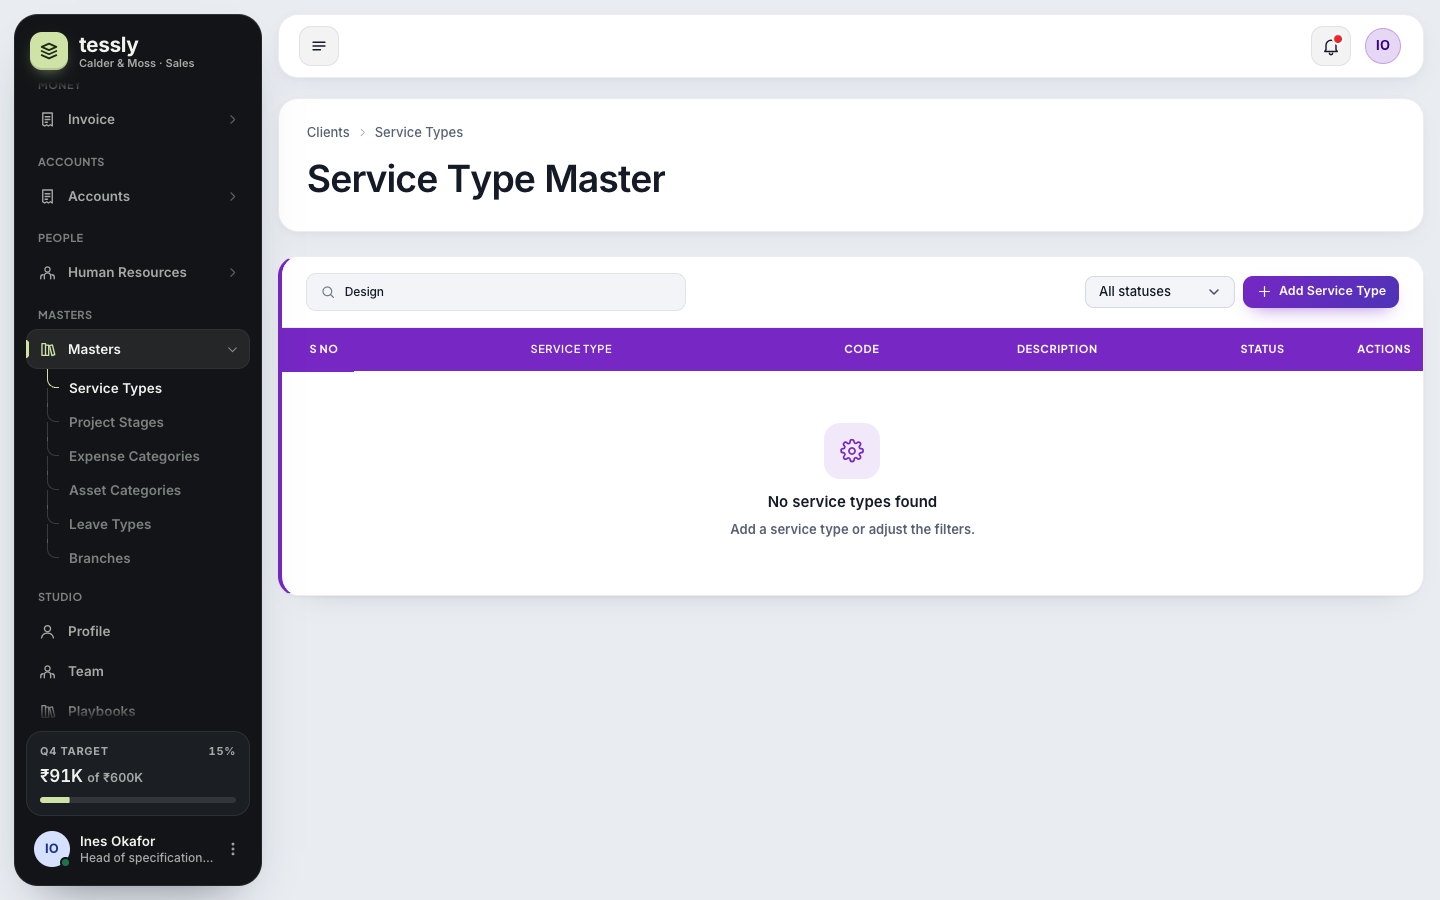 tessly
Calder & Moss · Sales
MONEY
Invoice
ACCOUNTS
Accounts
PEOPLE
Human Resources
MASTERS
Masters
Service Types
Project Stages
Expense Categories
Asset Categories
Leave Types
Branches
STUDIO
Profile
Team
Playbooks
Q4 TARGET 15%
₹91K of ₹600K
IO
Ines Okafor
Head of specification...
IO
Clients > Service Types
Service Type Master
Design
All statuses
Add Service Type
S NO SERVICE TYPE CODE DESCRIPTION STATUS ACTIONS
No service types found
Add a service type or adjust the filters.